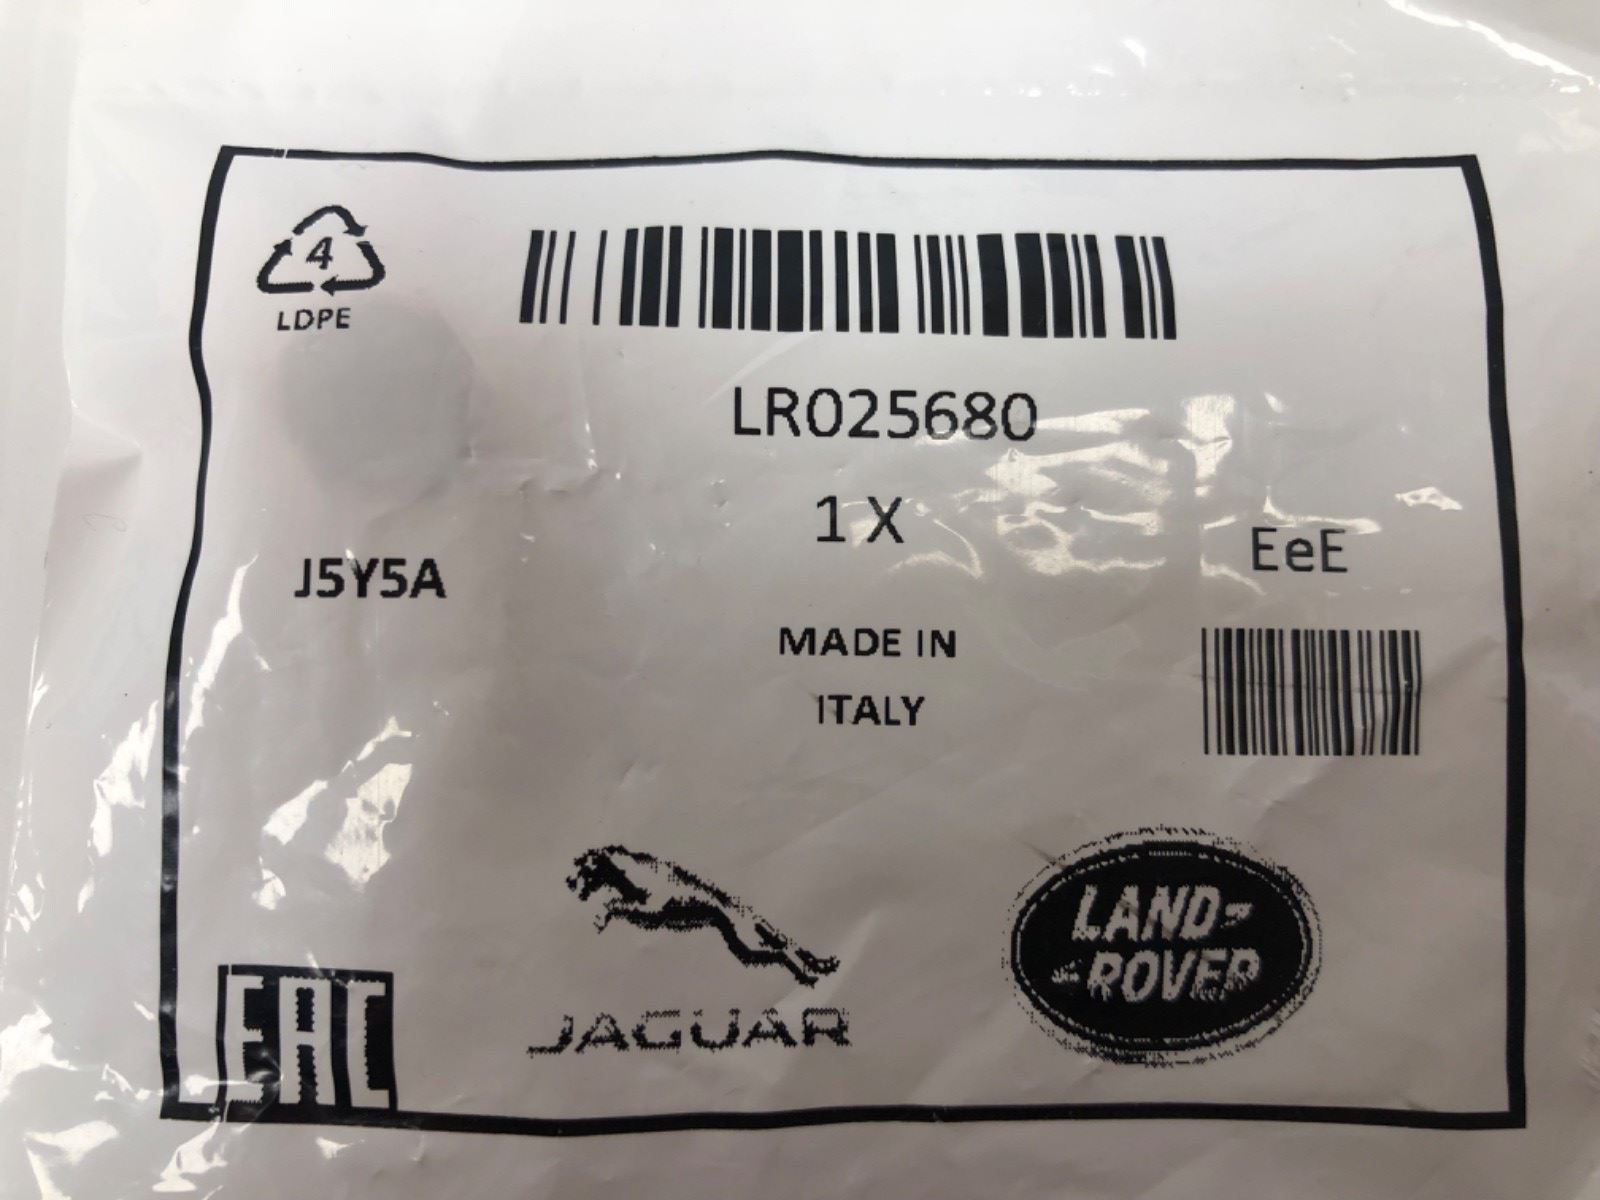 4
LDPE
LR025680
1 X
EeE
J5Y5A
MADE IN
ITALY
JAGUAR
LAND-
-ROVER
EAC